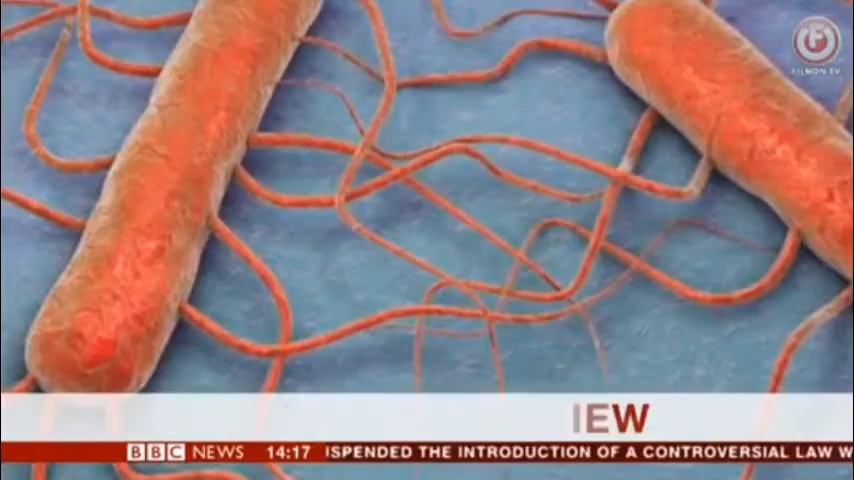 FILMON TV
IEW
BBC NEWS 14:17 ISPENDED THE INTRODUCTION OF A CONTROVERSIAL LAW W